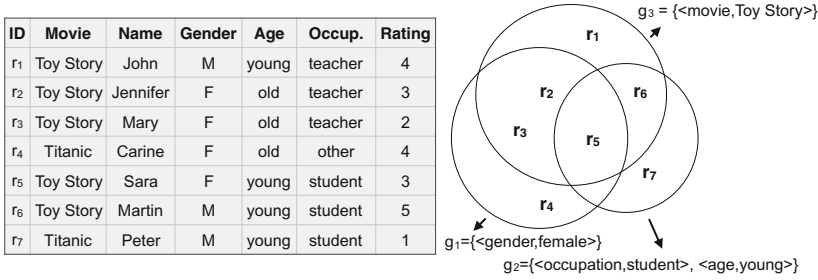 ID Movie Name Gender Age Occup. Rating
r1 Toy Story John M young teacher 4
r2 Toy Story Jennifer F old teacher 3
r3 Toy Story Mary F old teacher 2
r4 Titanic Carine F old other 4
r5 Toy Story Sara F young student 3
r6 Toy Story Martin M young student 5
r7 Titanic Peter M young student 1
g3 = {<movie,Toy Story>}
r1
r2
r6
r3
r5
r7
r4
g1={<gender,female>}
g2={<occupation,student>, <age,young>}